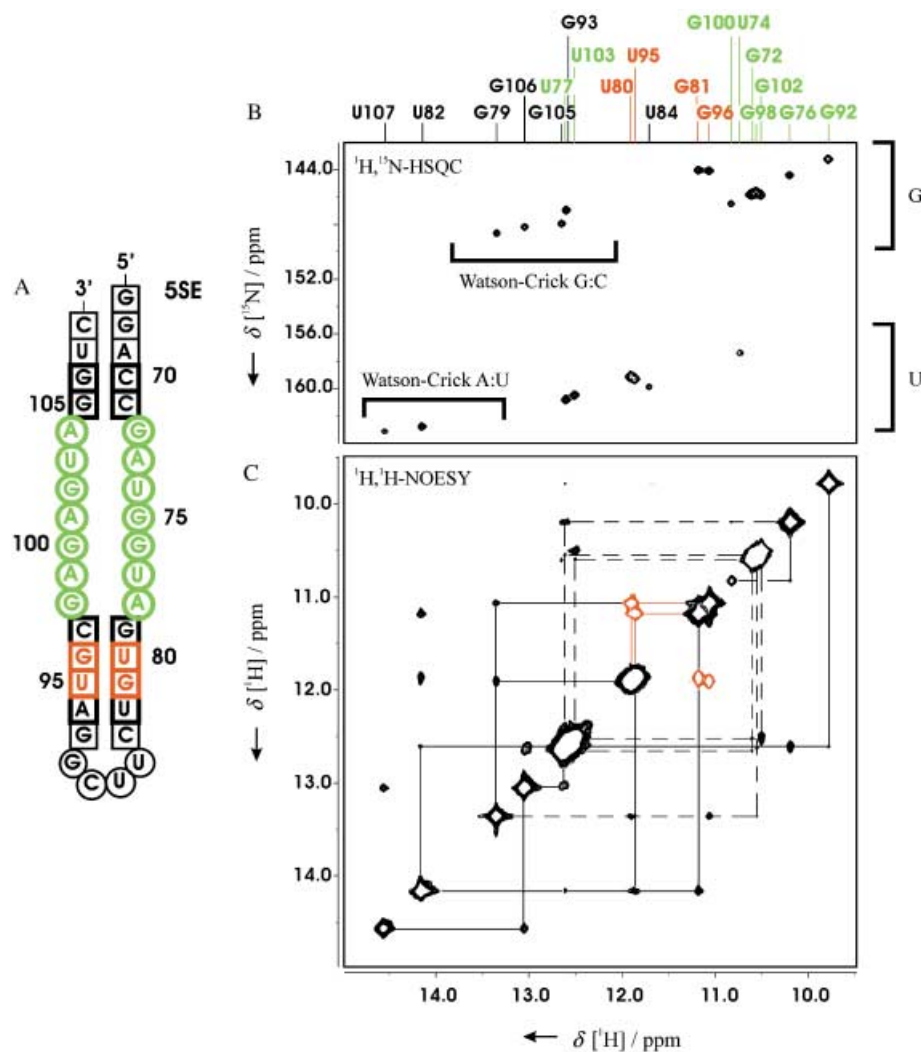 G93
G100 U74
U103
U95
G72
G106
U77
U80
G81
G102
B
U107
U82
G79
G105
U84
G96
G98
G76
G92
¹H,¹⁵N-HSQC
144.0
G
Watson-Crick G:C
152.0
δ [¹⁵N] / ppm
156.0
Watson-Crick A:U
160.0
U
A
3'
5'
5SE
G
C G
U A
G C 70
105 G C
A G
U A
G U
A G 75
100 G G
A U
G A
C G
G U 80
95 U G
A U
G C
G U
C U
C
¹H,¹H-NOESY
10.0
11.0
12.0
δ [¹H] / ppm
13.0
14.0
14.0 13.0 12.0 11.0 10.0
δ [¹H] / ppm